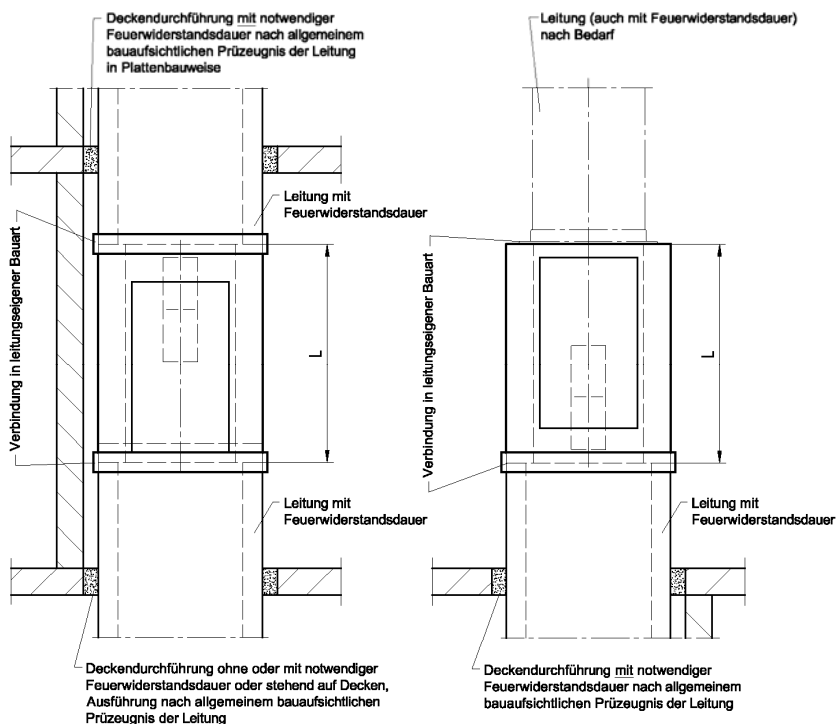 Deckendurchführung mit notwendiger
Feuerwiderstandsdauer nach allgemeinem
bauaufsichtlichen Prüzeugnis der Leitung
in Plattenbauweise
Leitung (auch mit Feuerwiderstandsdauer)
nach Bedarf
Leitung mit
Feuerwiderstandsdauer
Verbindung in leitungseigener Bauart
L
Verbindung in leitungseigener Bauart
L
Leitung mit
Feuerwiderstandsdauer
Leitung mit
Feuerwiderstandsdauer
Deckendurchführung ohne oder mit notwendiger
Feuerwiderstandsdauer oder stehend auf Decken,
Ausführung nach allgemeinem bauaufsichtlichen
Prüzeugnis der Leitung
Deckendurchführung mit notwendiger
Feuerwiderstandsdauer nach allgemeinem
bauaufsichtlichen Prüzeugnis der Leitung